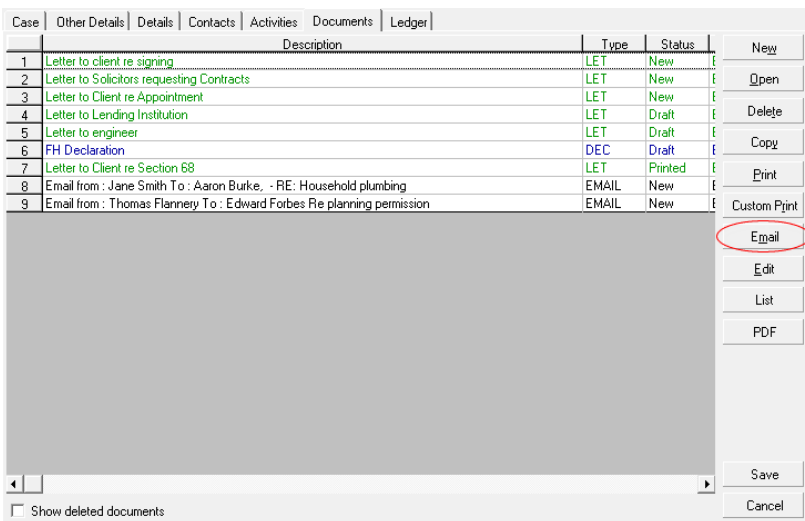 Case Other Details Details Contacts Activities Documents Ledger
Description Type Status
1 Letter to client re signing LET New
2 Letter to Solicitors requesting Contracts LET New
3 Letter to Client re Appointment LET New
4 Letter to Lending Institution LET Draft
5 Letter to engineer LET Draft
6 FH Declaration DEC Draft
7 Letter to Client re Section 68 LET Printed
8 Email from : Jane Smith To : Aaron Burke, - RE: Household plumbing EMAIL New
9 Email from : Thomas Flannery To : Edward Forbes Re planning permission EMAIL New
New
Open
Delete
Copy
Print
Custom Print
Email
Edit
List
PDF
Save
Cancel
Show deleted documents